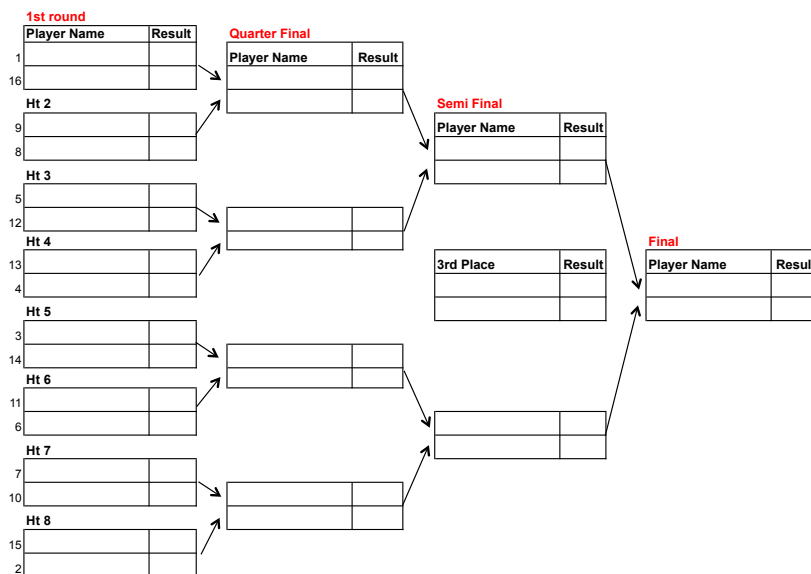 1st round
Player Name Result
1
16
Ht 2
9
8
Ht 3
5
12
Ht 4
13
4
Ht 5
3
14
Ht 6
11
6
Ht 7
7
10
Ht 8
15
2
Quarter Final
Player Name Result
Semi Final
Player Name Result
3rd Place Result
Final
Player Name Resul